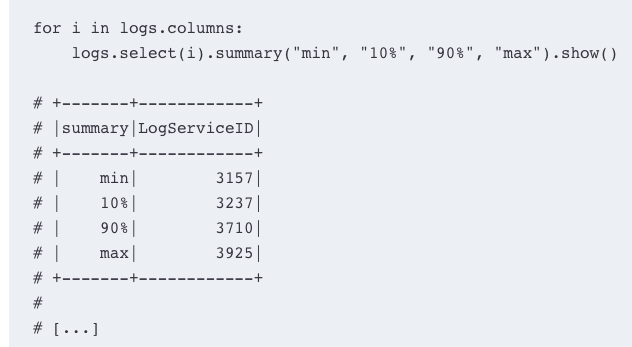 for i in logs.columns:
    logs.select(i).summary("min", "10%", "90%", "max").show()

# +-------+------------+
# |summary|LogServiceID|
# +-------+------------+
# |    min|        3157|
# |    10%|        3237|
# |    90%|        3710|
# |    max|        3925|
# +-------+------------+
#
# [...]